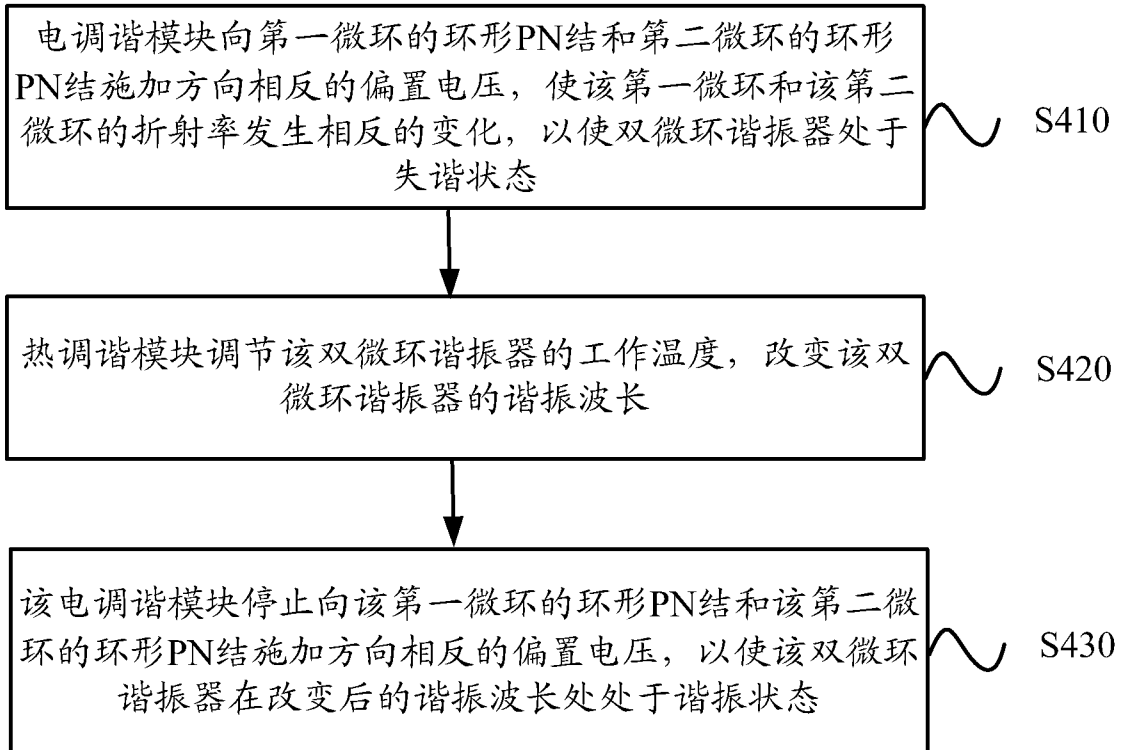 电调谐模块向第一微环的环形PN结和第二微环的环形
PN结施加方向相反的偏置电压，使该第一微环和该第二
微环的折射率发生相反的变化，以使双微环谐振器处于
失谐状态
S410
热调谐模块调节该双微环谐振器的工作温度，改变该双
微环谐振器的谐振波长
S420
该电调谐模块停止向该第一微环的环形PN结和该第二微
环的环形PN结施加方向相反的偏置电压，以使该双微环
谐振器在改变后的谐振波长处处于谐振状态
S430